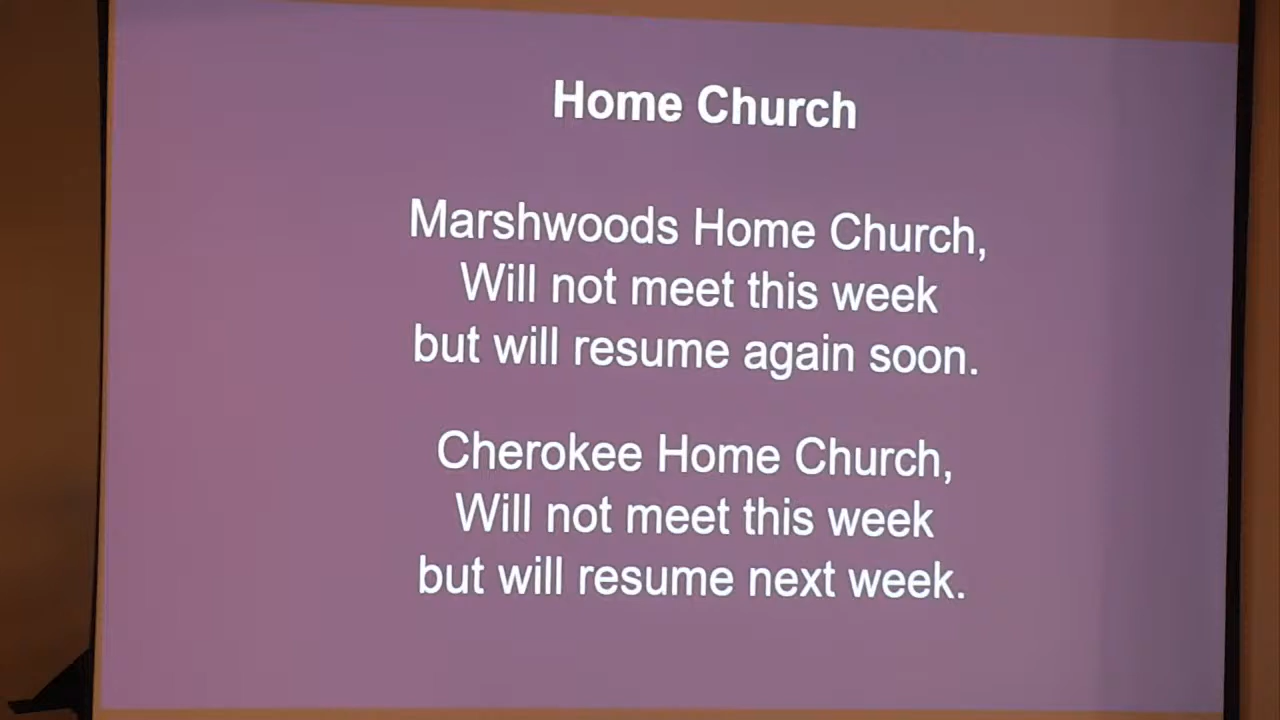 Home Church
Marshwoods Home Church,
Will not meet this week
but will resume again soon.
Cherokee Home Church,
Will not meet this week
but will resume next week.